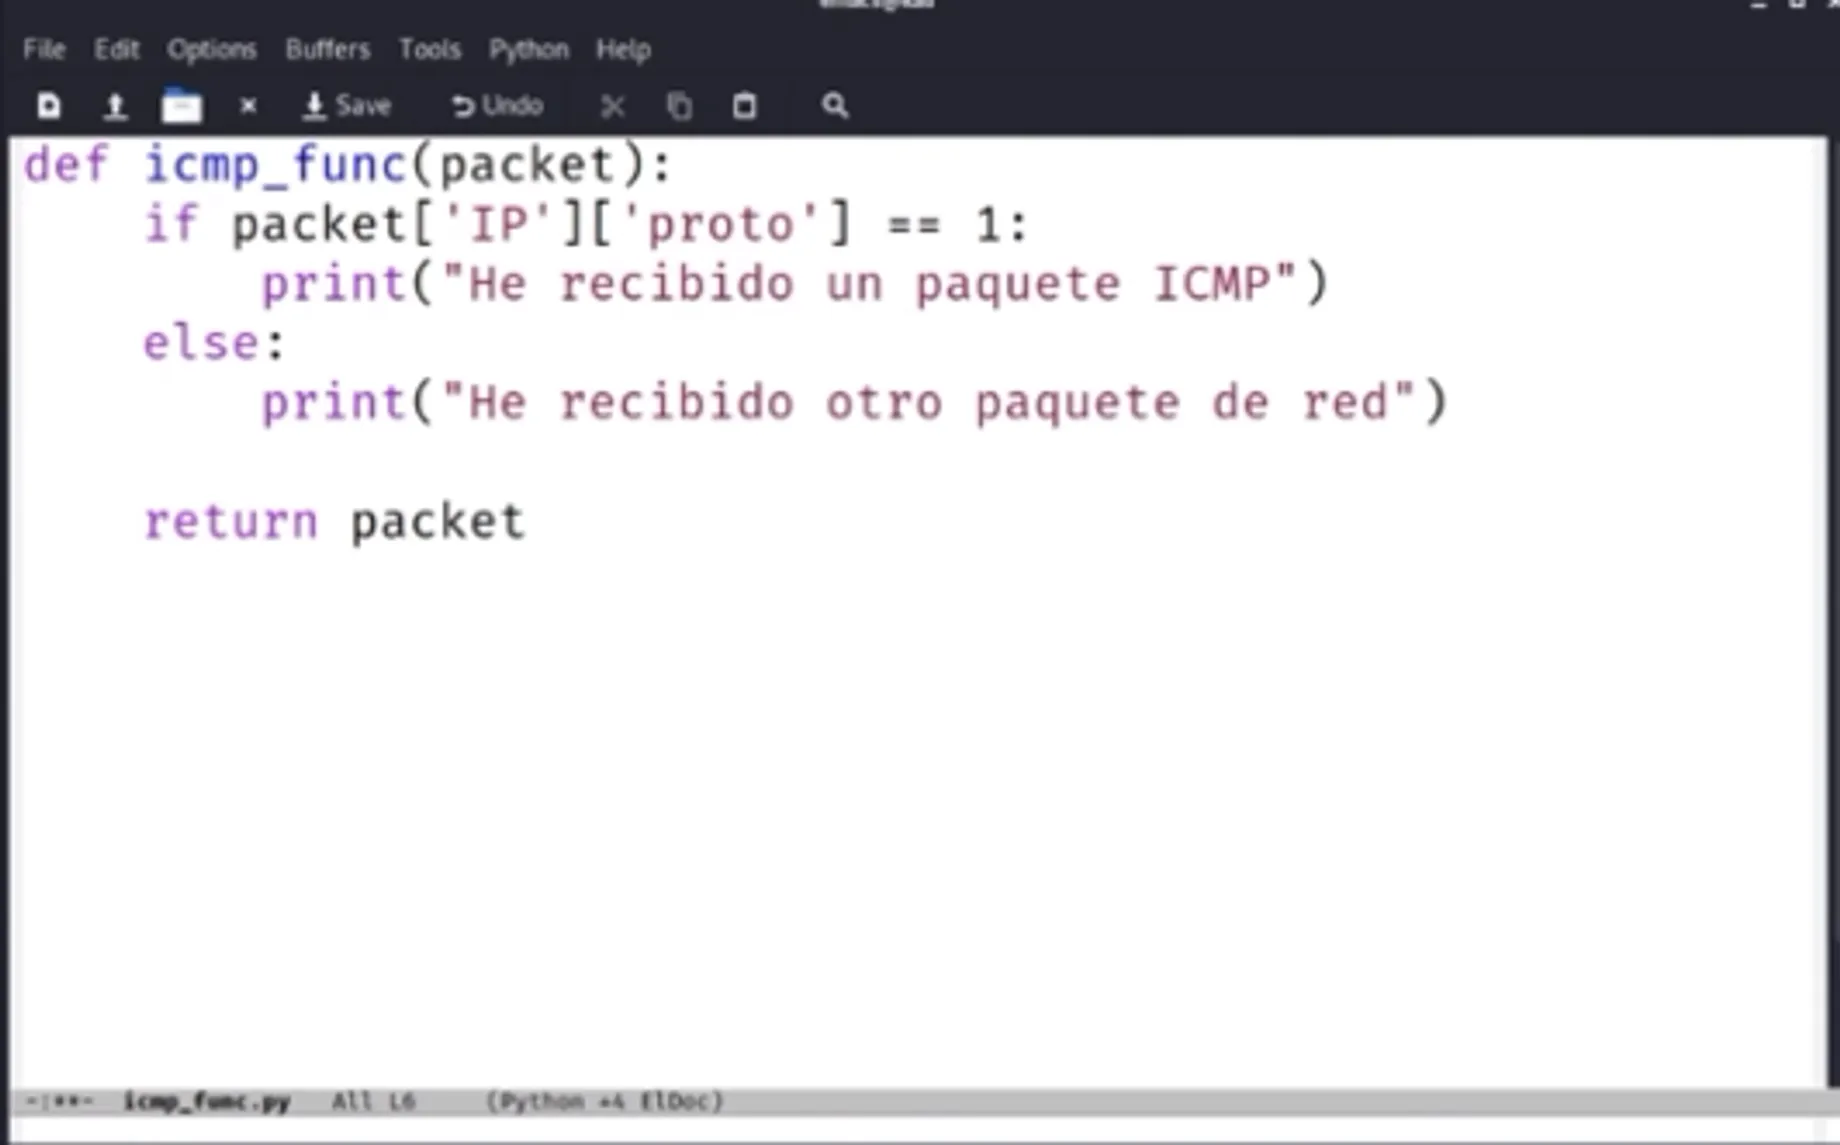 File Edit Options Buffers Tools Python Help
Save Undo
def icmp_func(packet):
    if packet['IP']['proto'] == 1:
        print("He recibido un paquete ICMP")
    else:
        print("He recibido otro paquete de red")
    return packet
-:**- icmp_func.py All L6 (Python +4 ElDoc)